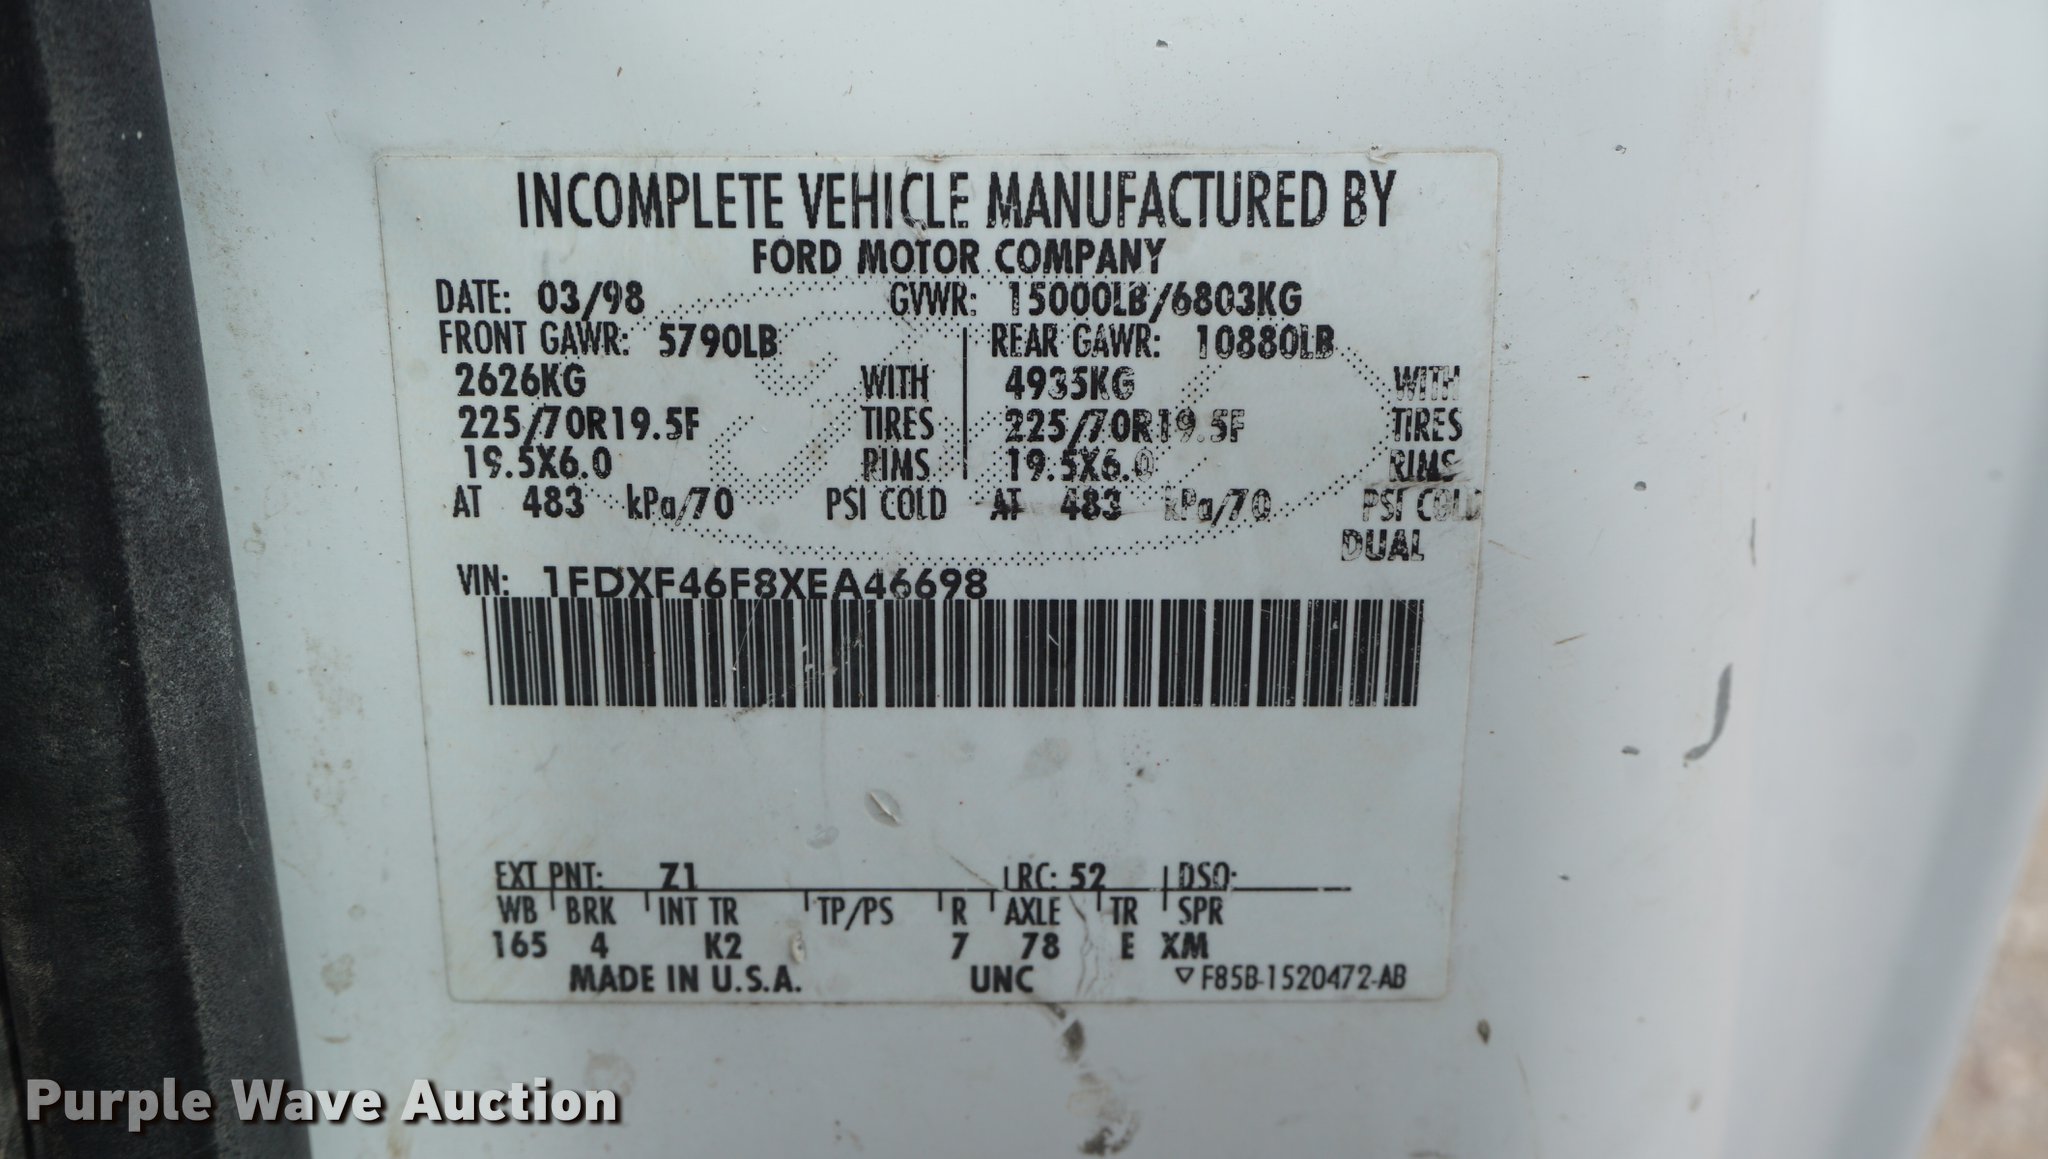 INCOMPLETE VEHICLE MANUFACTURED BY
FORD MOTOR COMPANY
DATE: 03/98 GVWR: 15000LB/6803KG
FRONT GAWR: 5790LB REAR GAWR: 10880LB
2626KG WITH 4935KG WITH
225/70R19.5F TIRES 225/70R19.5F TIRES
19.5X6.0 RIMS 19.5X6.0 RIMS
AT 483 kPa/70 PSI COLD AT 483 kPa/70 PSI COLD
DUAL
VIN: 1FDXF46F8XEA46698
EXT PNT: Z1 RC: 52 DSO:
WB BRK INT TR TP/PS R AXLE TR SPR
165 4 K2 7 78 E XM
MADE IN U.S.A. UNC ▽ F85B-1520472-AB
Purple Wave Auction